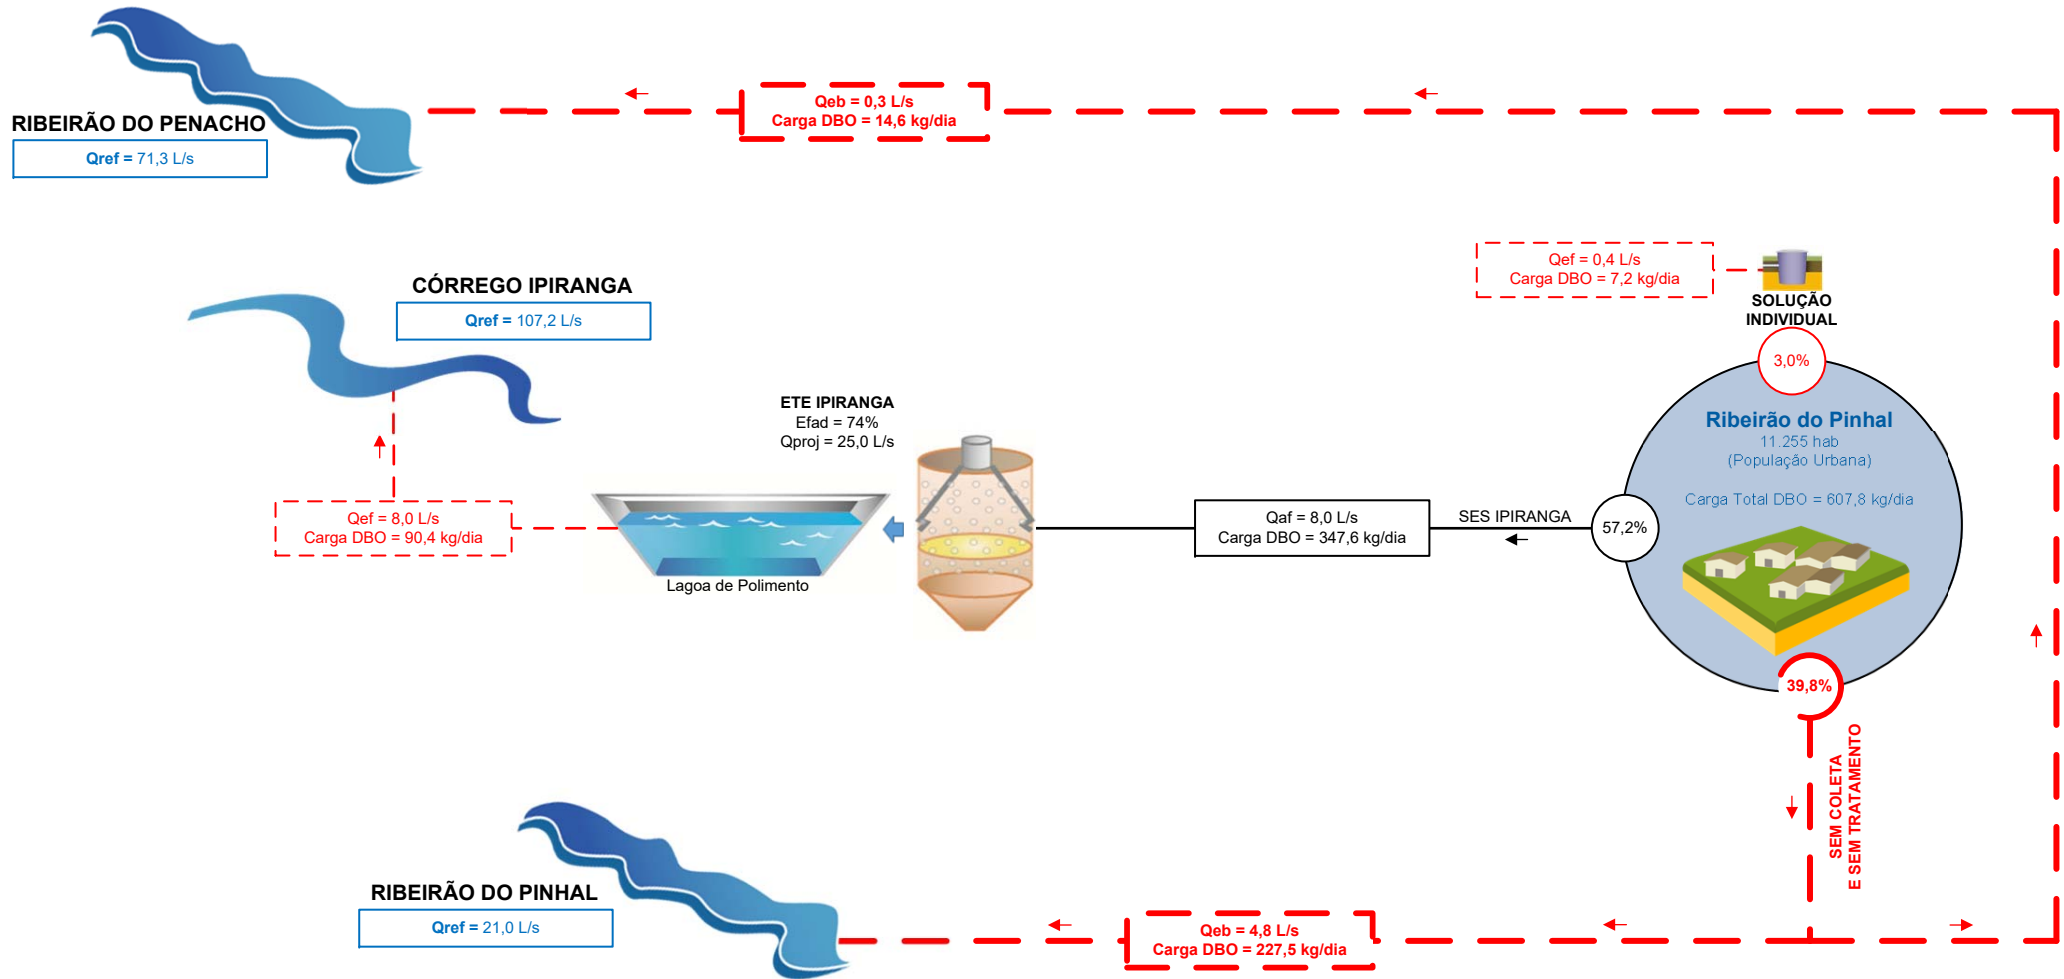 RIBEIRÃO DO PENACHO
Qref = 71,3 L/s
Qeb = 0,3 L/s
Carga DBO = 14,6 kg/dia
CÓRREGO IPIRANGA
Qref = 107,2 L/s
Qef = 0,4 L/s
Carga DBO = 7,2 kg/dia
SOLUÇÃO
INDIVIDUAL
3,0%
Ribeirão do Pinhal
11.255 hab
(População Urbana)
Carga Total DBO = 607,8 kg/dia
ETE IPIRANGA
Efad = 74%
Qproj = 25,0 L/s
Qef = 8,0 L/s
Carga DBO = 90,4 kg/dia
Lagoa de Polimento
Qaf = 8,0 L/s
Carga DBO = 347,6 kg/dia
SES IPIRANGA
57,2%
39,8%
SEM COLETA
E SEM TRATAMENTO
RIBEIRÃO DO PINHAL
Qref = 21,0 L/s
Qeb = 4,8 L/s
Carga DBO = 227,5 kg/dia